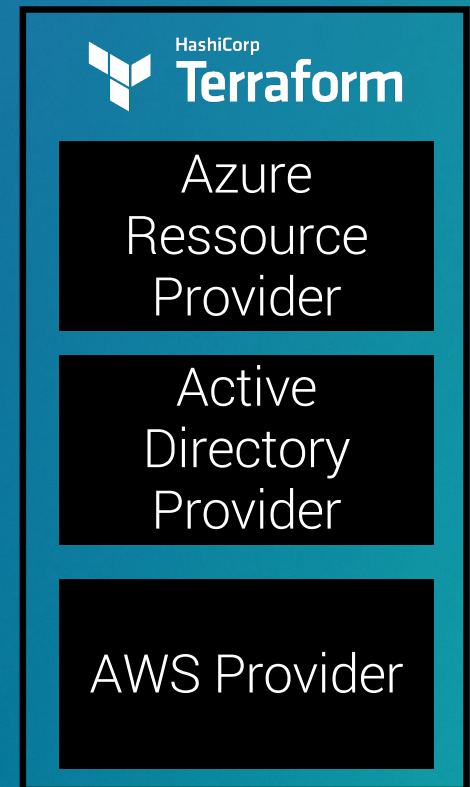 HashiCorp
Terraform
Azure
Ressource
Provider
Active
Directory
Provider
AWS Provider